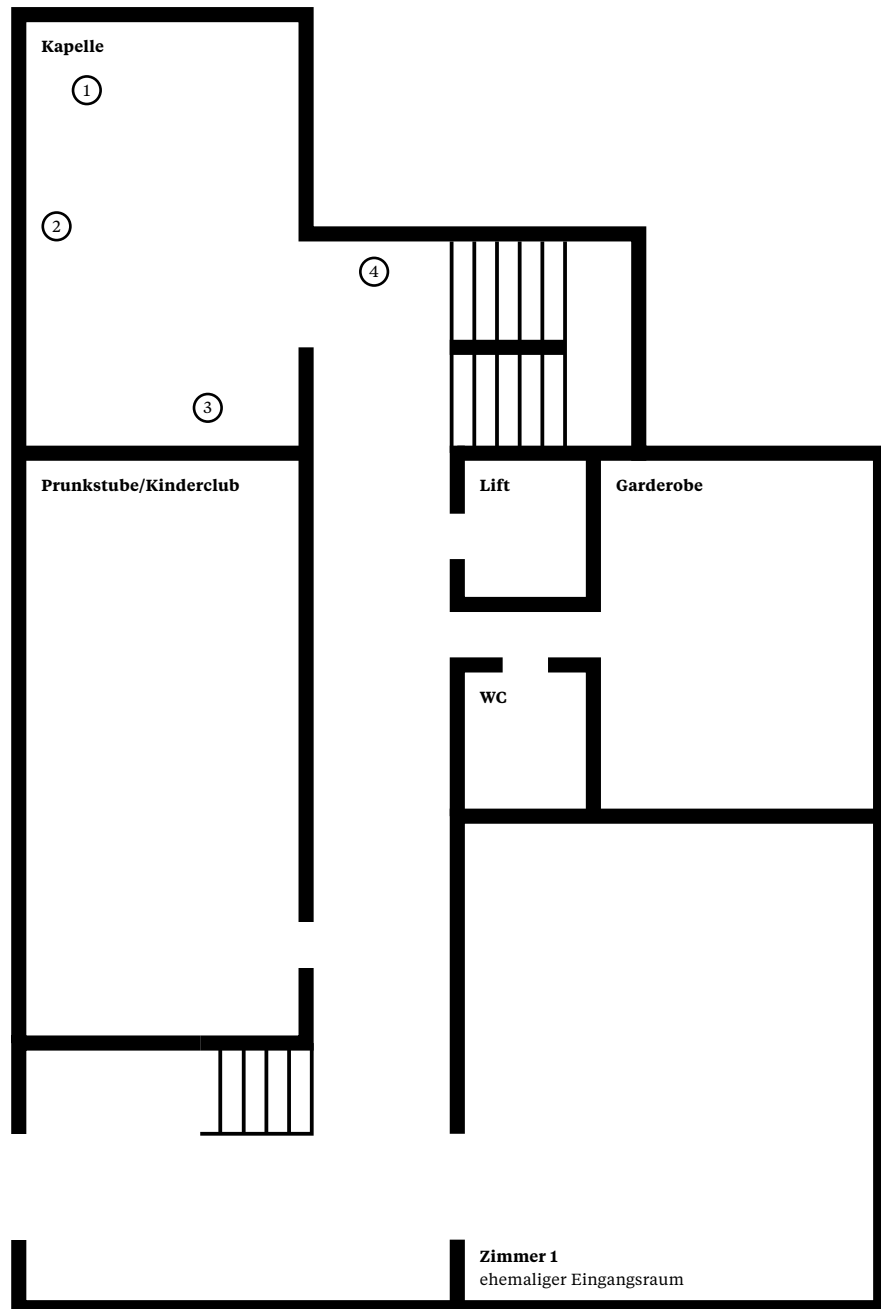 Kapelle
1
2
4
3
Prunkstube/Kinderclub
Lift
Garderobe
WC
Zimmer 1
ehemaliger Eingangsraum